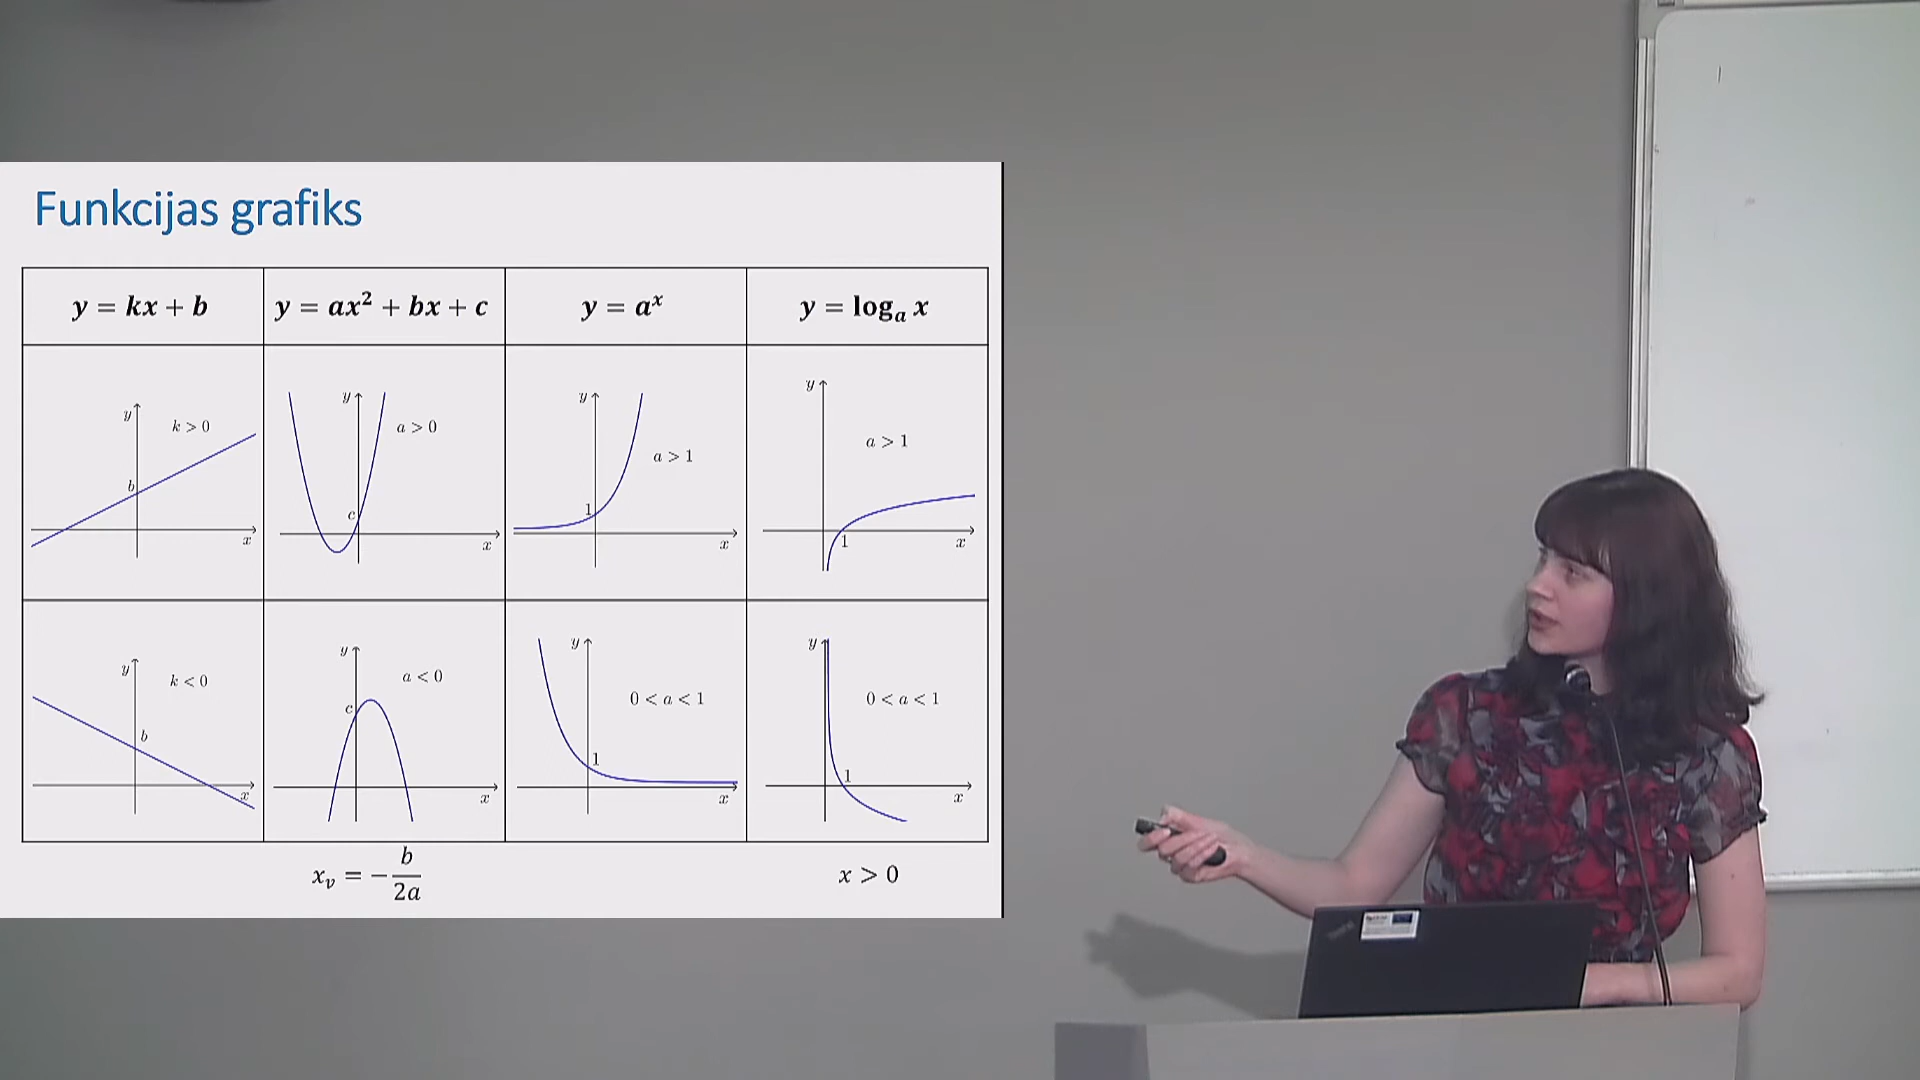 Funkcijas grafiks
y = kx + b
y = ax² + bx + c
y = aˣ
y = logₐ x
y
k > 0
b
x
y
a > 0
c
x
y
a > 1
1
x
y
a > 1
1
x
y
k < 0
b
x
y
a < 0
c
x
y
0 < a < 1
1
x
y
0 < a < 1
1
x
xᵥ = − b/2a
x > 0